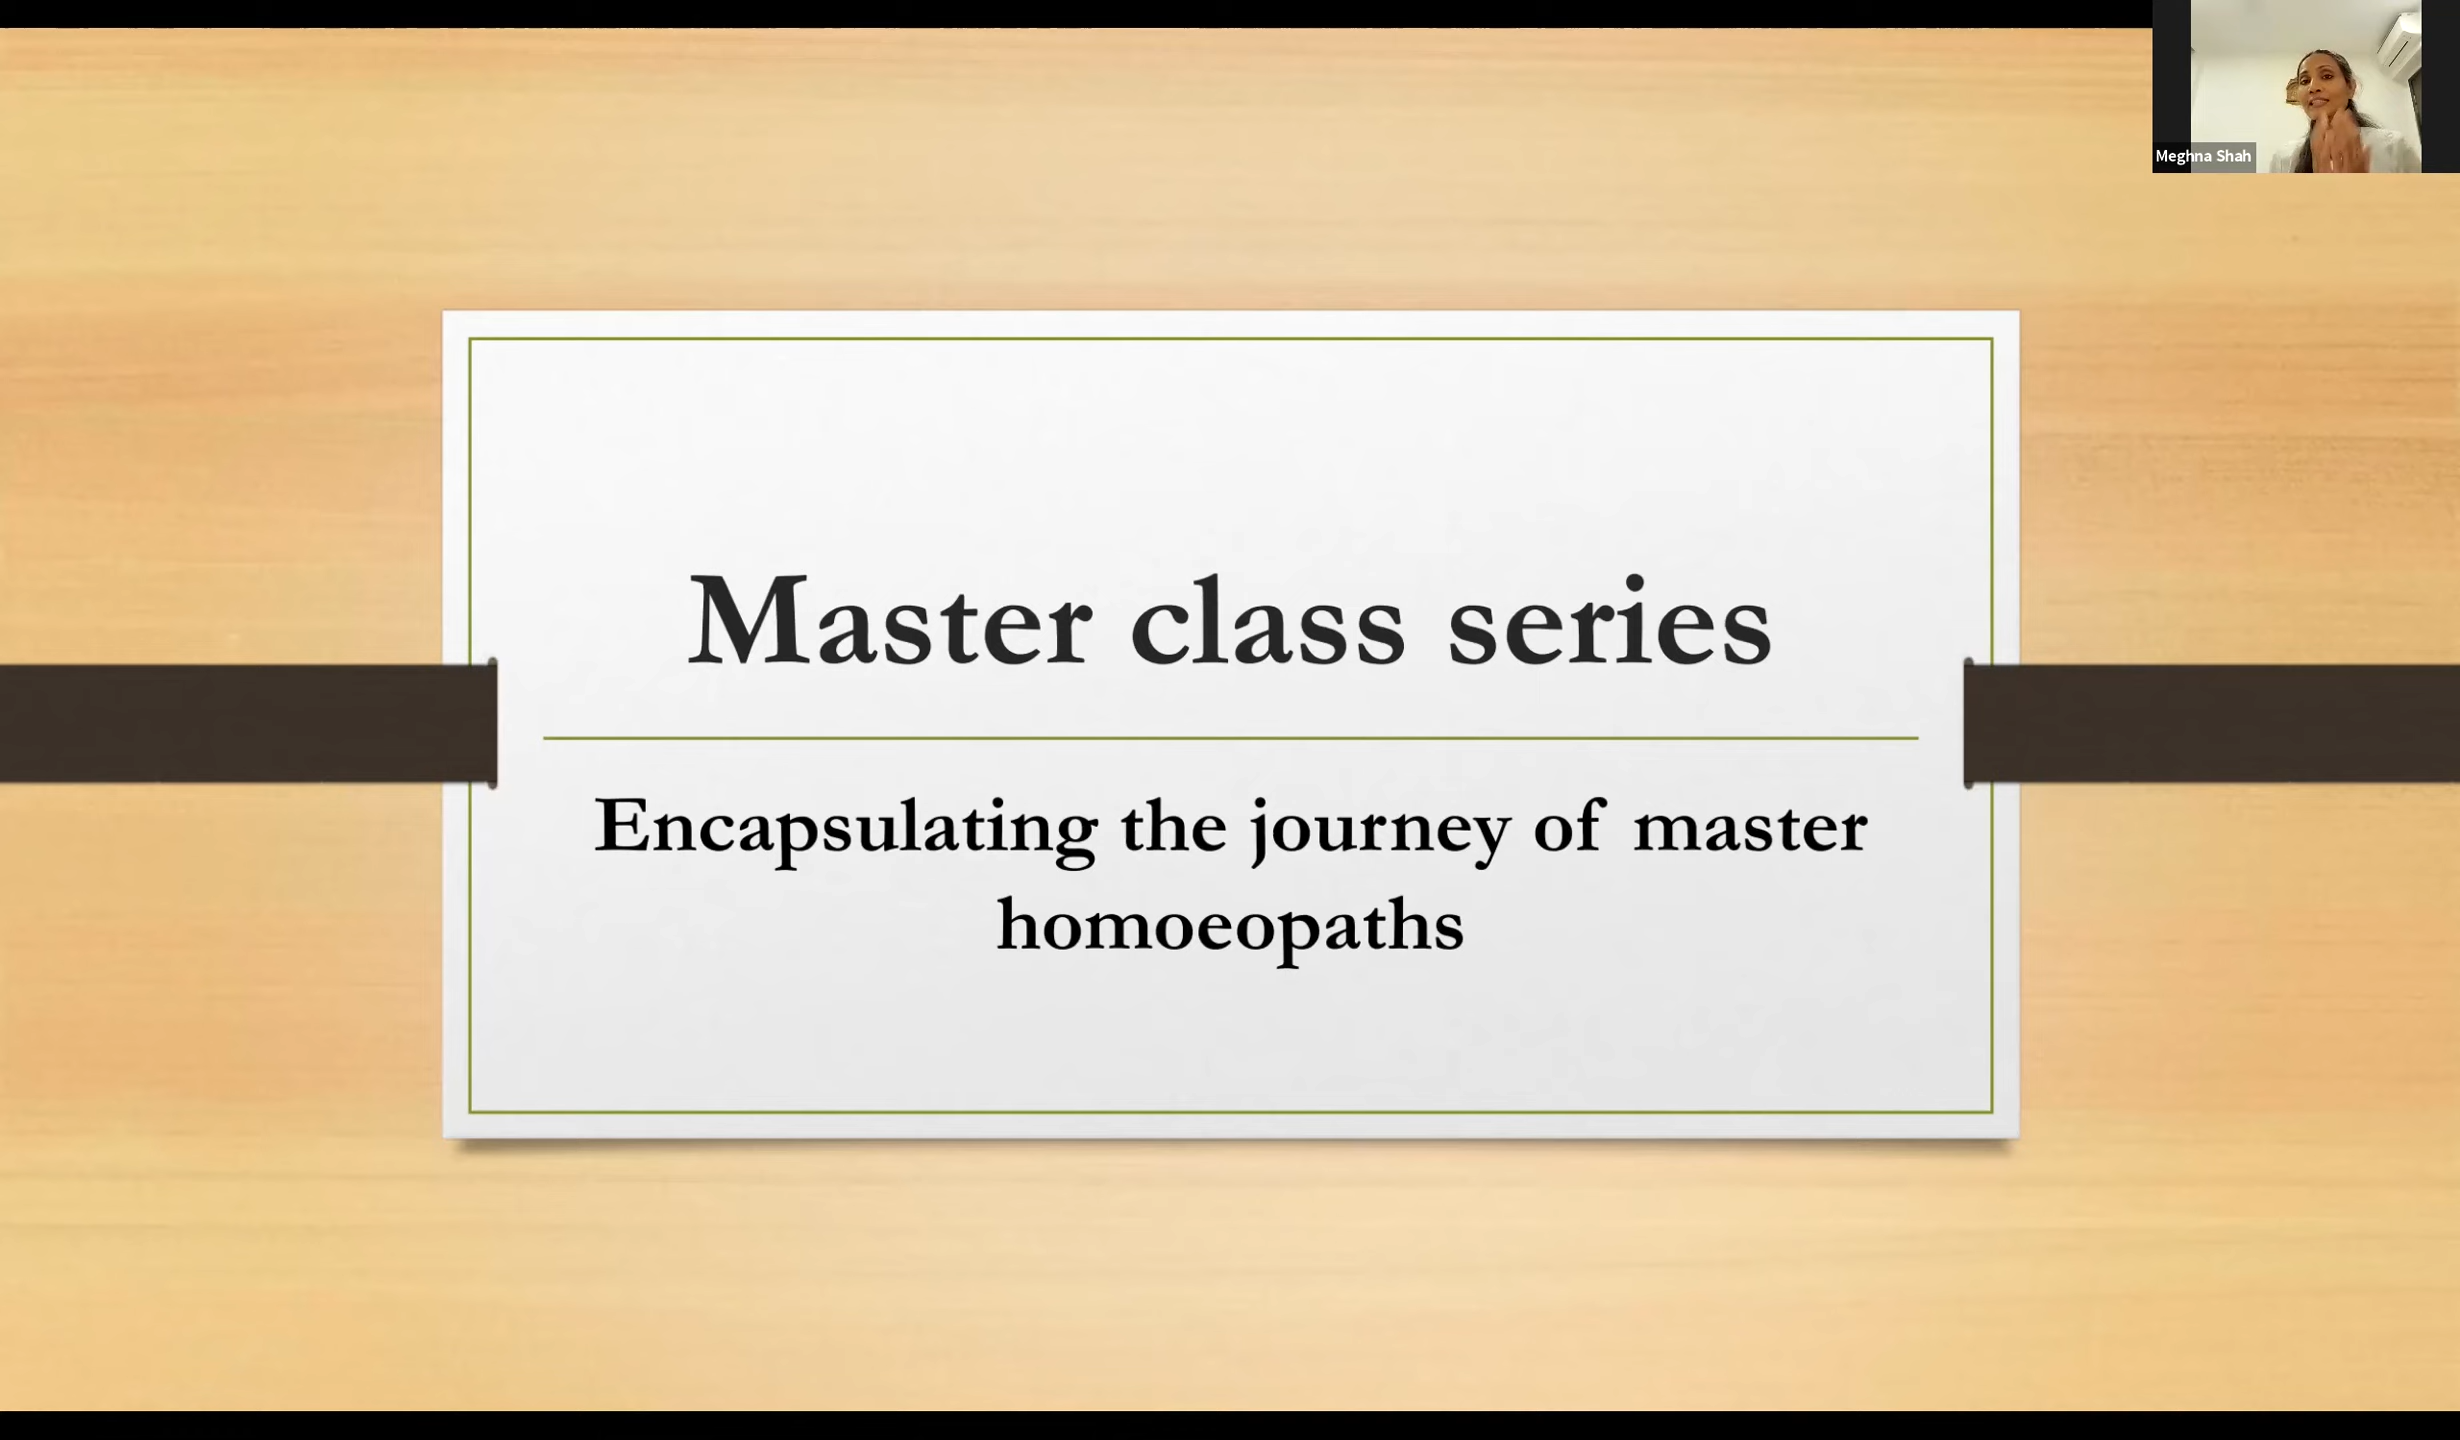 Meghna Shah
Master class series
Encapsulating the journey of master
homoeopaths